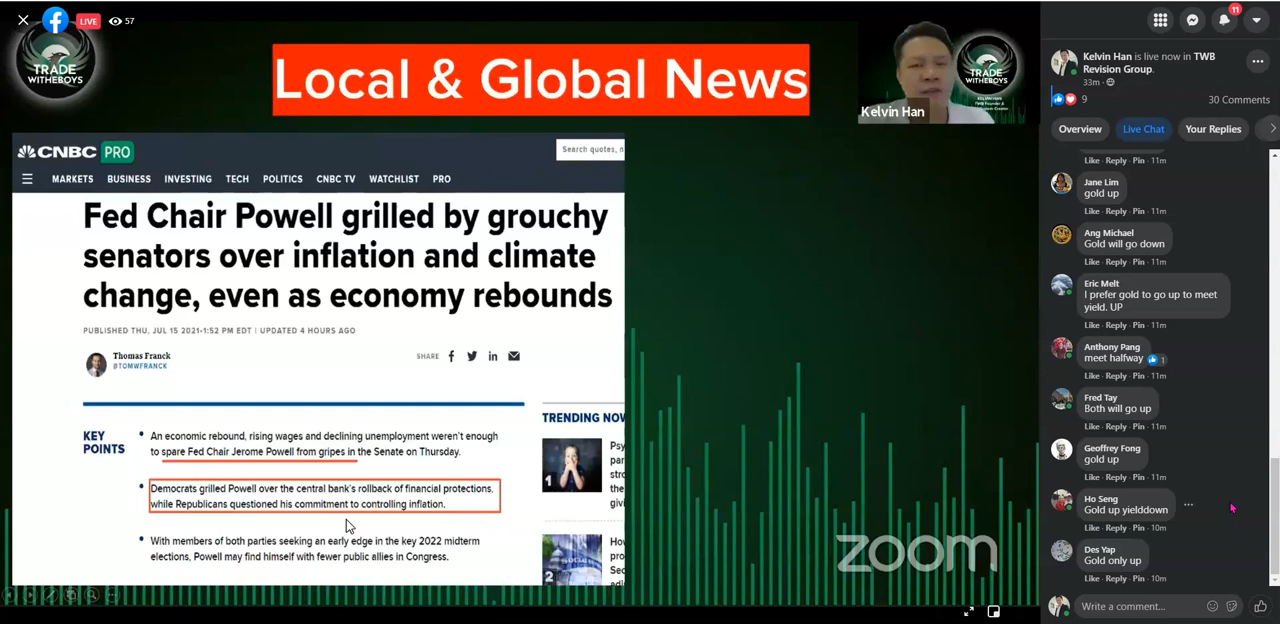 LIVE
57
TRADE
WITHEBOYS
Local & Global News
TRADE
WITHEBOYS
Kelvin Han
CNBC PRO
Search quotes, n
MARKETS BUSINESS INVESTING TECH POLITICS CNBC TV WATCHLIST PRO
Fed Chair Powell grilled by grouchy
senators over inflation and climate
change, even as economy rebounds
PUBLISHED THU, JUL 15 2021-1:52 PM EDT | UPDATED 4 HOURS AGO
Thomas Franck
@TOMWFRANCK
SHARE
KEY
POINTS
An economic rebound, rising wages and declining unemployment weren't enough
to spare Fed Chair Jerome Powell from gripes in the Senate on Thursday.
Democrats grilled Powell over the central bank's rollback of financial protections,
while Republicans questioned his commitment to controlling inflation.
With members of both parties seeking an early edge in the key 2022 midterm
elections, Powell may find himself with fewer public allies in Congress.
TRENDING NOW
1
Psy
par
stro
the
givi
2
How
pro
Sec
zoom
11
Kelvin Han is live now in TWB
Revision Group.
33m
9
30 Comments
Overview
Live Chat
Your Replies
Like · Reply · Pin · 11m
Jane Lim
gold up
Like · Reply · Pin · 11m
Ang Michael
Gold will go down
Like · Reply · Pin · 11m
Eric Melt
I prefer gold to go up to meet
yield. UP
Like · Reply · Pin · 11m
Anthony Pang
meet halfway
1
Like · Reply · Pin · 11m
Fred Tay
Both will go up
Like · Reply · Pin · 11m
Geoffrey Fong
gold up
Like · Reply · Pin · 11m
Ho Seng
Gold up yielddown
Like · Reply · Pin · 10m
Des Yap
Gold only up
Like · Reply · Pin · 10m
Write a comment...